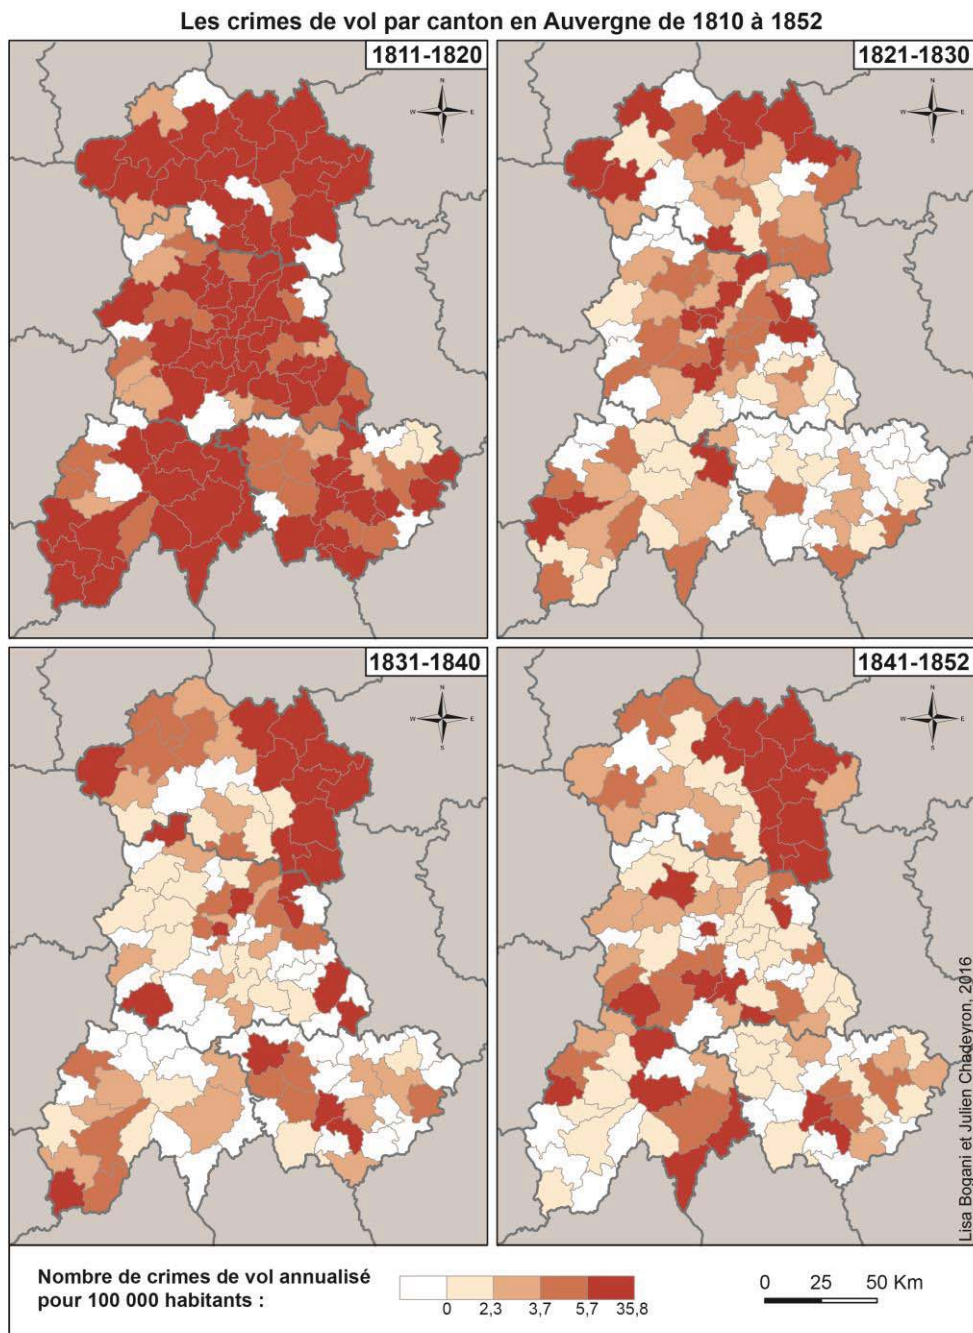 Les crimes de vol par canton en Auvergne de 1810 à 1852
1811-1820
N
W E
S
1821-1830
N
W E
S
1831-1840
N
W E
S
1841-1852
N
W E
S
Lisa Bogani et Julien Chadeyron, 2016
Nombre de crimes de vol annualisé
pour 100 000 habitants :
0 2,3 3,7 5,7 35,8
0 25 50 Km